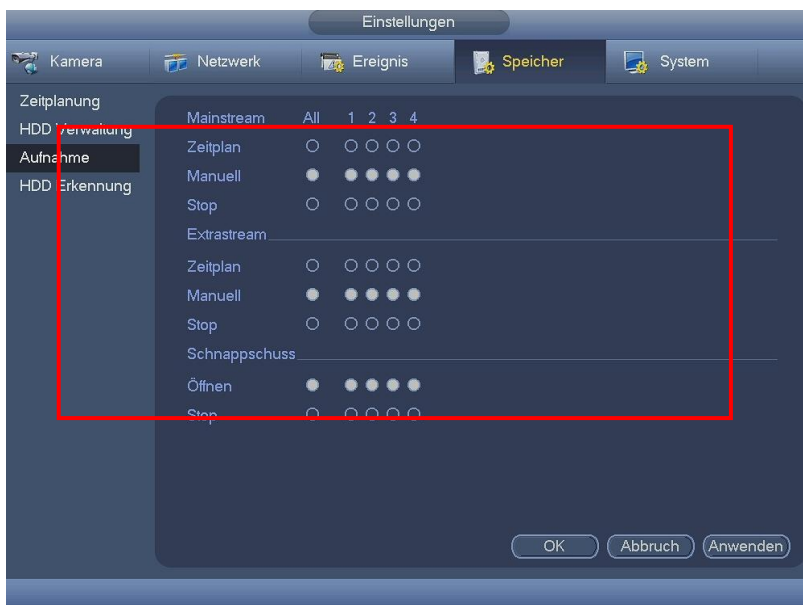 Einstellungen
Kamera Netzwerk Ereignis Speicher System
Zeitplanung
HDD Verwaltung
Aufnahme
HDD Erkennung
Mainstream All 1 2 3 4
Zeitplan
Manuell
Stop
Extrastream
Zeitplan
Manuell
Stop
Schnappschuss
Öffnen
Stop
OK Abbruch Anwenden